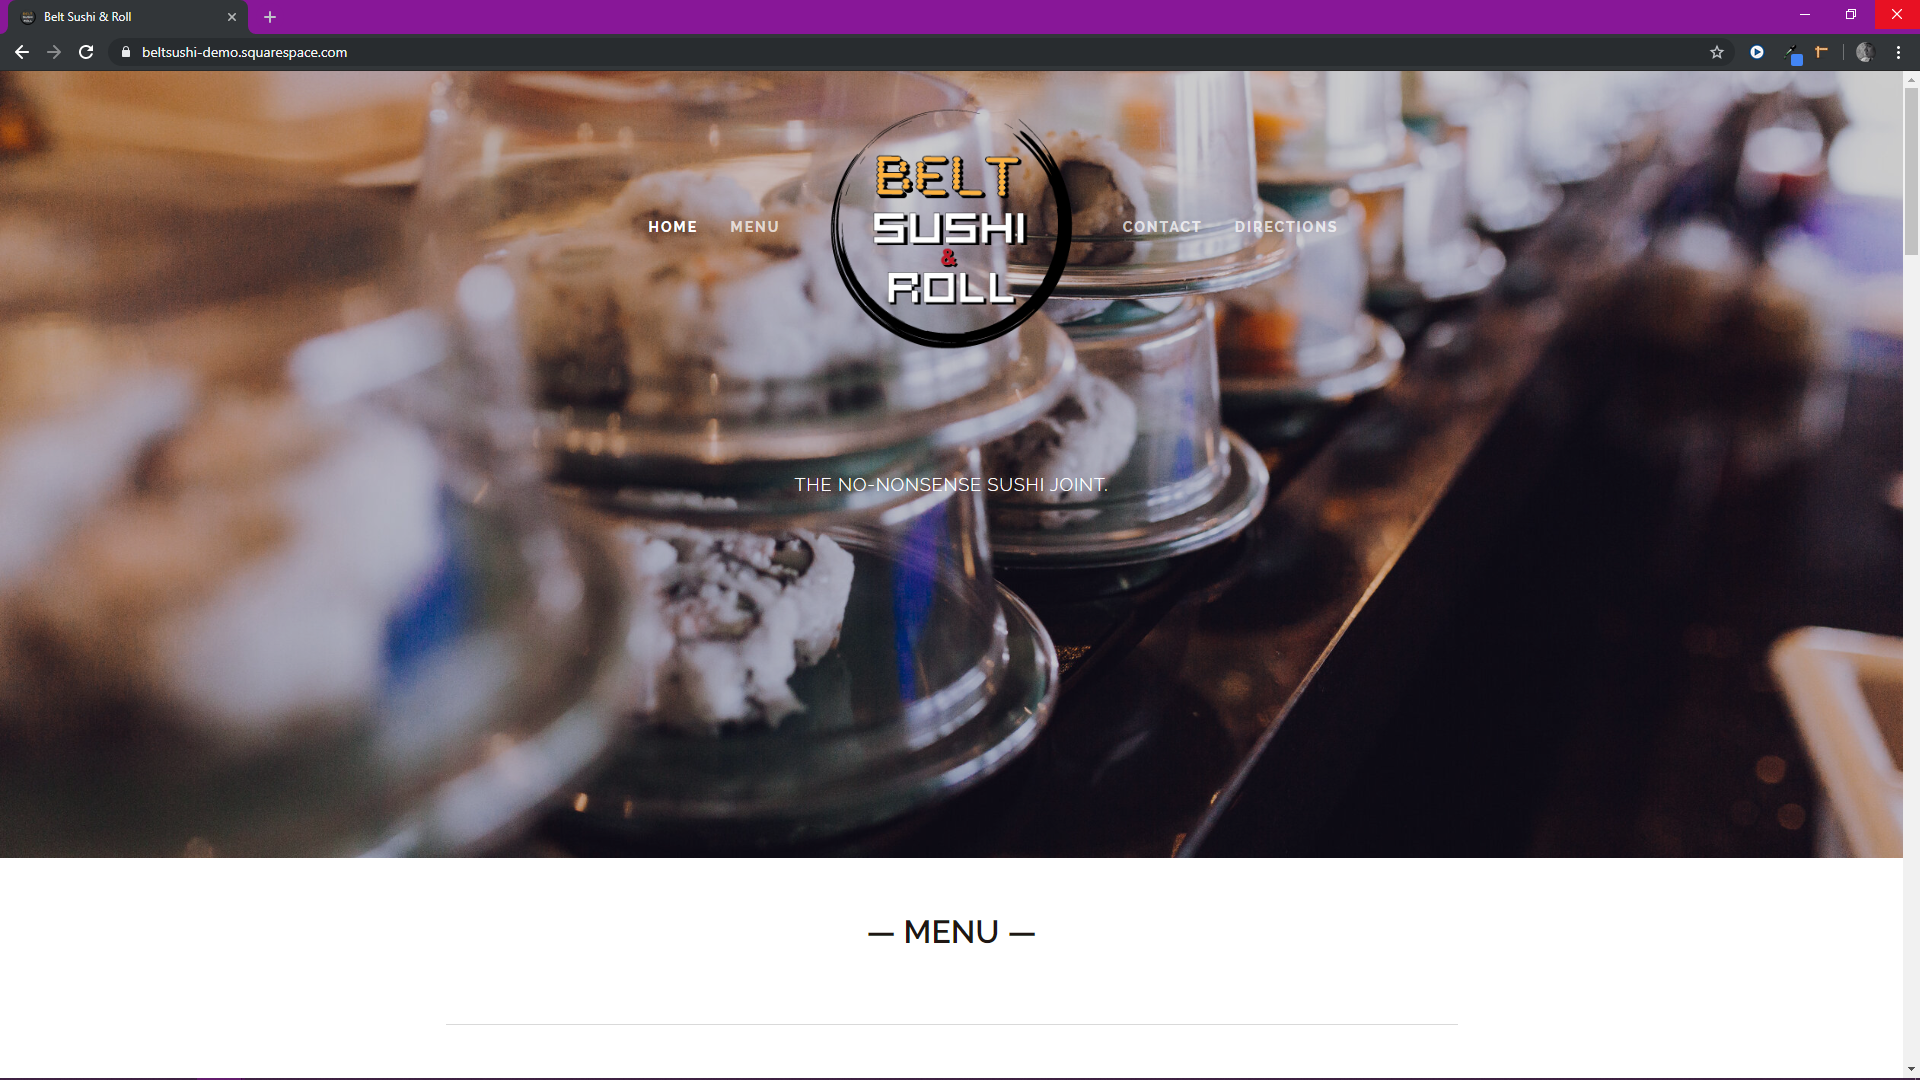 Belt Sushi & Roll
beltsushi-demo.squarespace.com
HOME MENU
BELT
SUSHI
&
ROLL
CONTACT DIRECTIONS
THE NO-NONSENSE SUSHI JOINT.
— MENU —